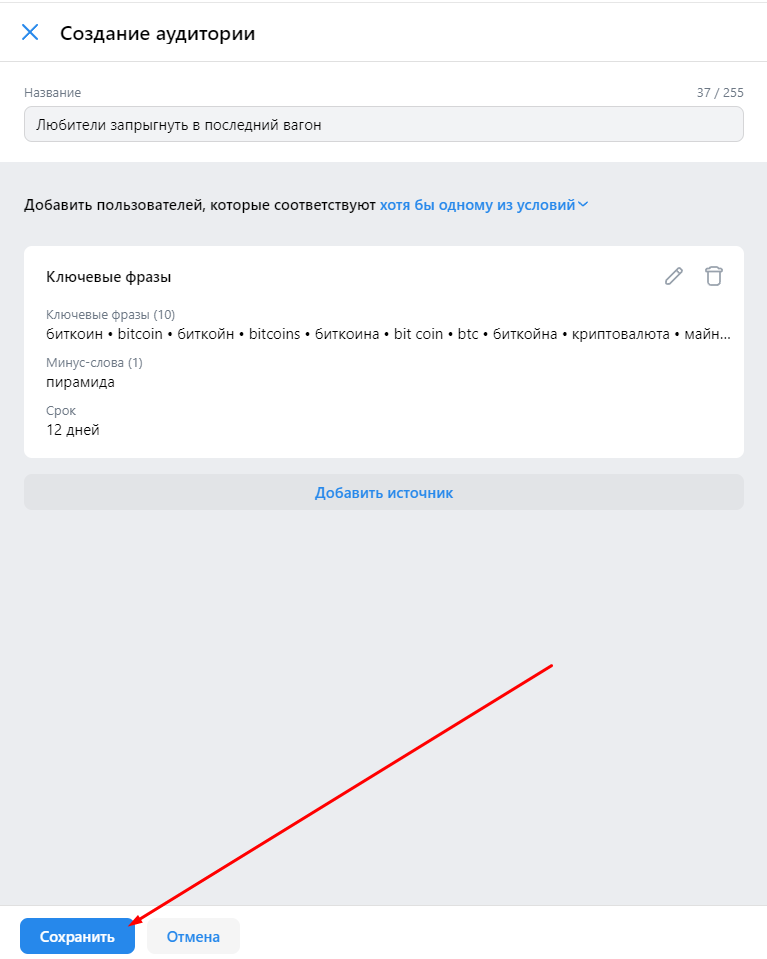 Создание аудитории
Название 37 / 255
Любители запрыгнуть в последний вагон
Добавить пользователей, которые соответствуют хотя бы одному из условий
Ключевые фразы
Ключевые фразы (10)
биткоин • bitcoin • биткойн • bitcoins • биткоина • bit coin • btc • биткойна • криптовалюта • майн...
Минус-слова (1)
пирамида
Срок
12 дней
Добавить источник
Сохранить Отмена